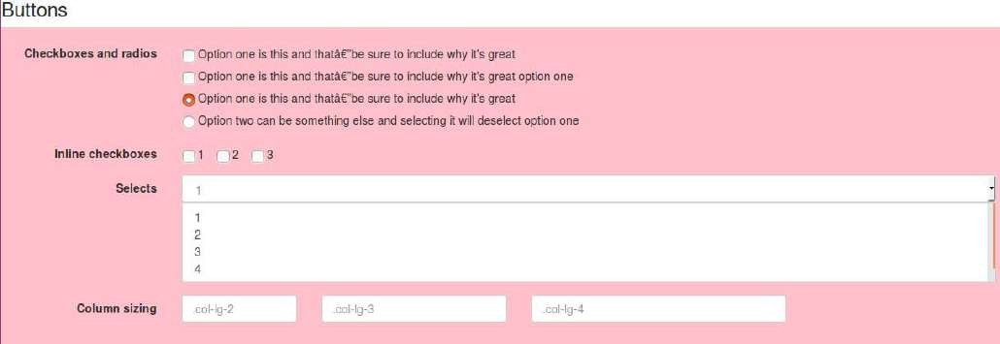 Buttons
Checkboxes and radios
Option one is this and thatâ€”be sure to include why it's great
Option one is this and thatâ€”be sure to include why it's great option one
Option one is this and thatâ€”be sure to include why it's great
Option two can be something else and selecting it will deselect option one
Inline checkboxes 1 2 3
Selects 1
1
2
3
4
Column sizing .col-lg-2 .col-lg-3 .col-lg-4